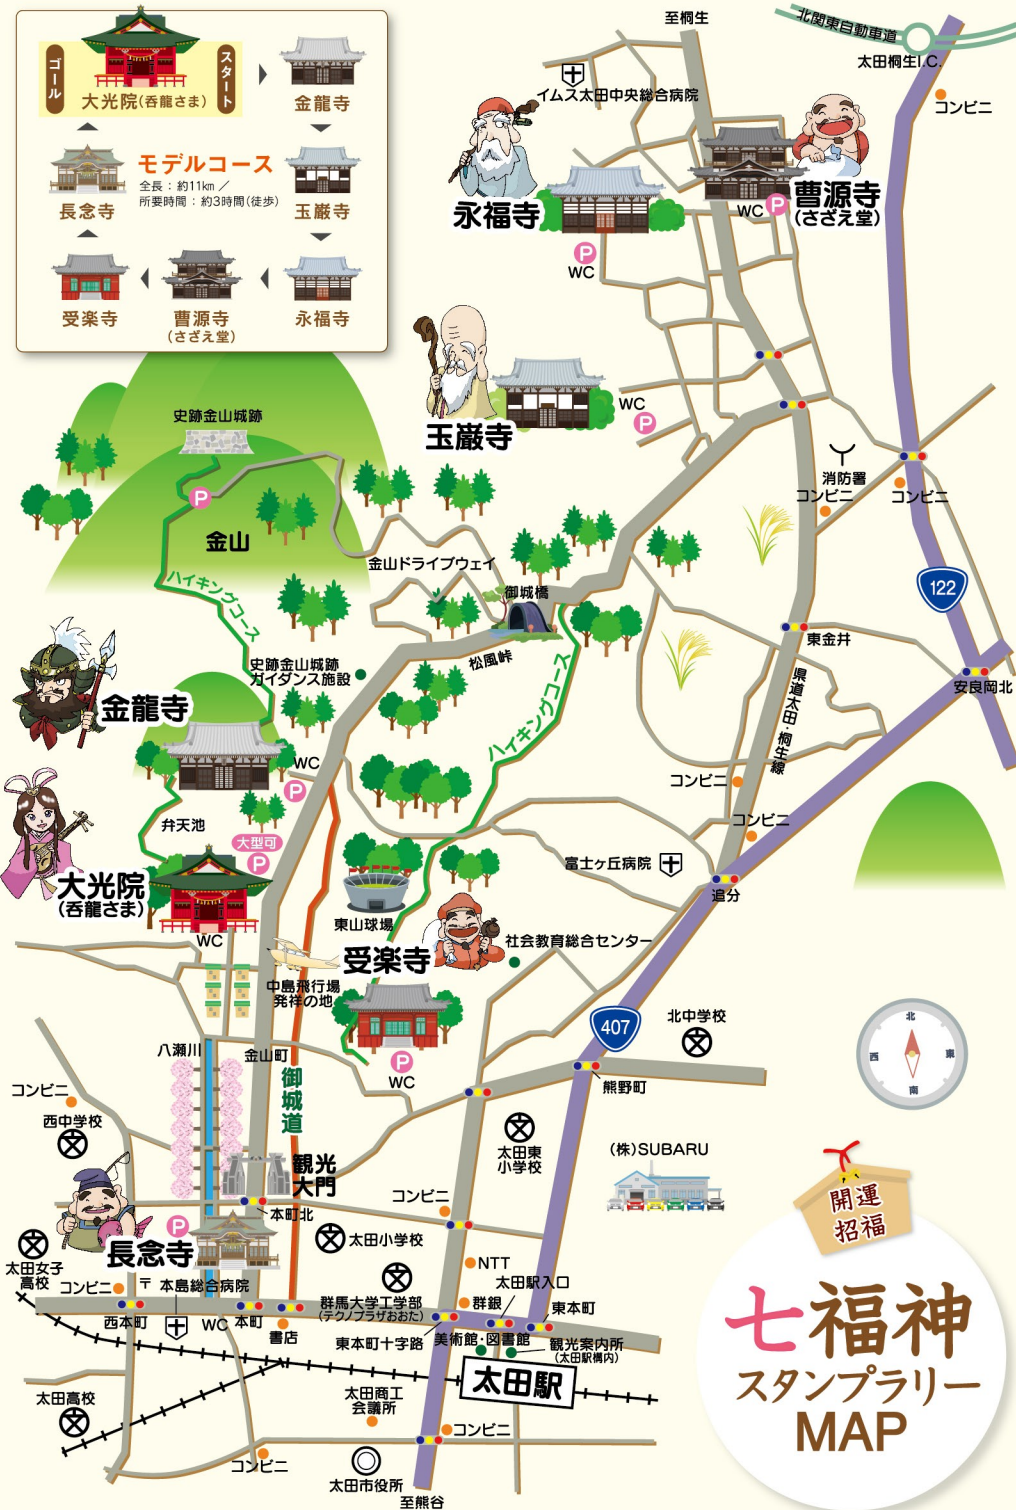 ゴール
スタート
大光院(呑龍さま)
金龍寺
モデルコース
全長：約11km／
所要時間：約3時間(徒歩)
長念寺
玉巌寺
受楽寺
曹源寺
(さざえ堂)
永福寺
至桐生
北関東自動車道
太田桐生I.C.
コンビニ
イムス太田中央総合病院
永福寺
P
WC
曹源寺
(さざえ堂)
WC
P
玉巌寺
WC
P
史跡金山城跡
P
金山
ハイキングコース
金山ドライブウェイ
御城橋
松風峠
ハイキングコース
消防署
コンビニ
コンビニ
122
東金井
県道太田・桐生線
安良岡北
史跡金山城跡
ガイダンス施設
金龍寺
WC
P
コンビニ
コンビニ
弁天池
大型可
P
大光院
(呑龍さま)
WC
富士ヶ丘病院
追分
東山球場
受楽寺
社会教育総合センター
中島飛行場
発祥の地
P
WC
407
北中学校
北
西
東
南
八瀬川
金山町
御城道
熊野町
コンビニ
西中学校
太田東
小学校
(株)SUBARU
観光
大門
本町北
コンビニ
P
長念寺
太田小学校
太田女子
高校
コンビニ
〒
本島総合病院
NTT
太田駅入口
群馬大学工学部
(テクノプラザおおた)
群銀
東本町
西本町
WC
本町
書店
東本町十字路
美術館・図書館
観光案内所
(太田駅構内)
太田駅
太田高校
太田商工
会議所
コンビニ
コンビニ
太田市役所
至熊谷
開運
招福
七福神
スタンプラリー
MAP